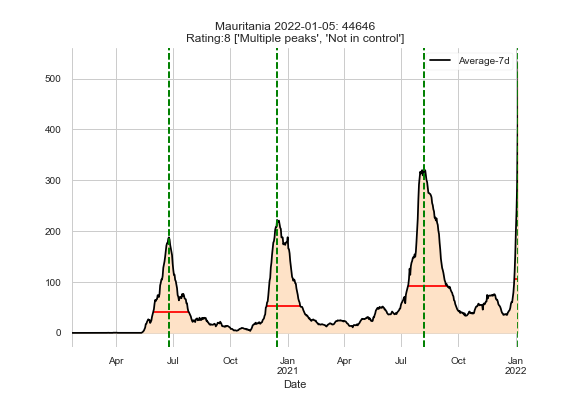 Mauritania 2022-01-05: 44646
Rating:8 ['Multiple peaks', 'Not in control']
Average-7d
500
400
300
200
100
0
Apr Jul Oct Jan Apr Jul Oct Jan
2021 2022
Date